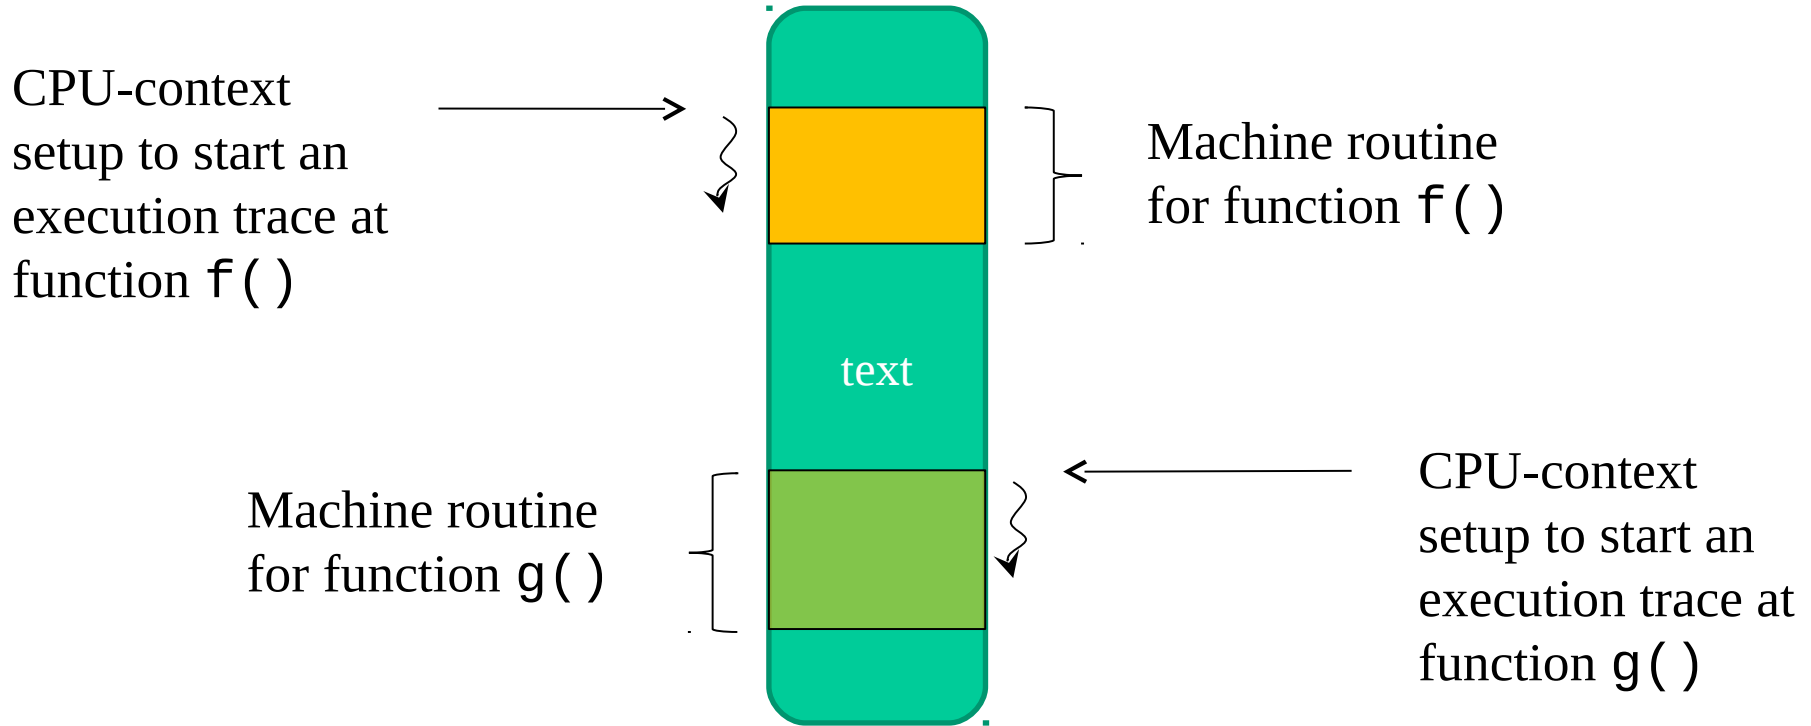 CPU-context
setup to start an
execution trace at
function f()
Machine routine
for function f()
text
Machine routine
for function g()
CPU-context
setup to start an
execution trace at
function g()